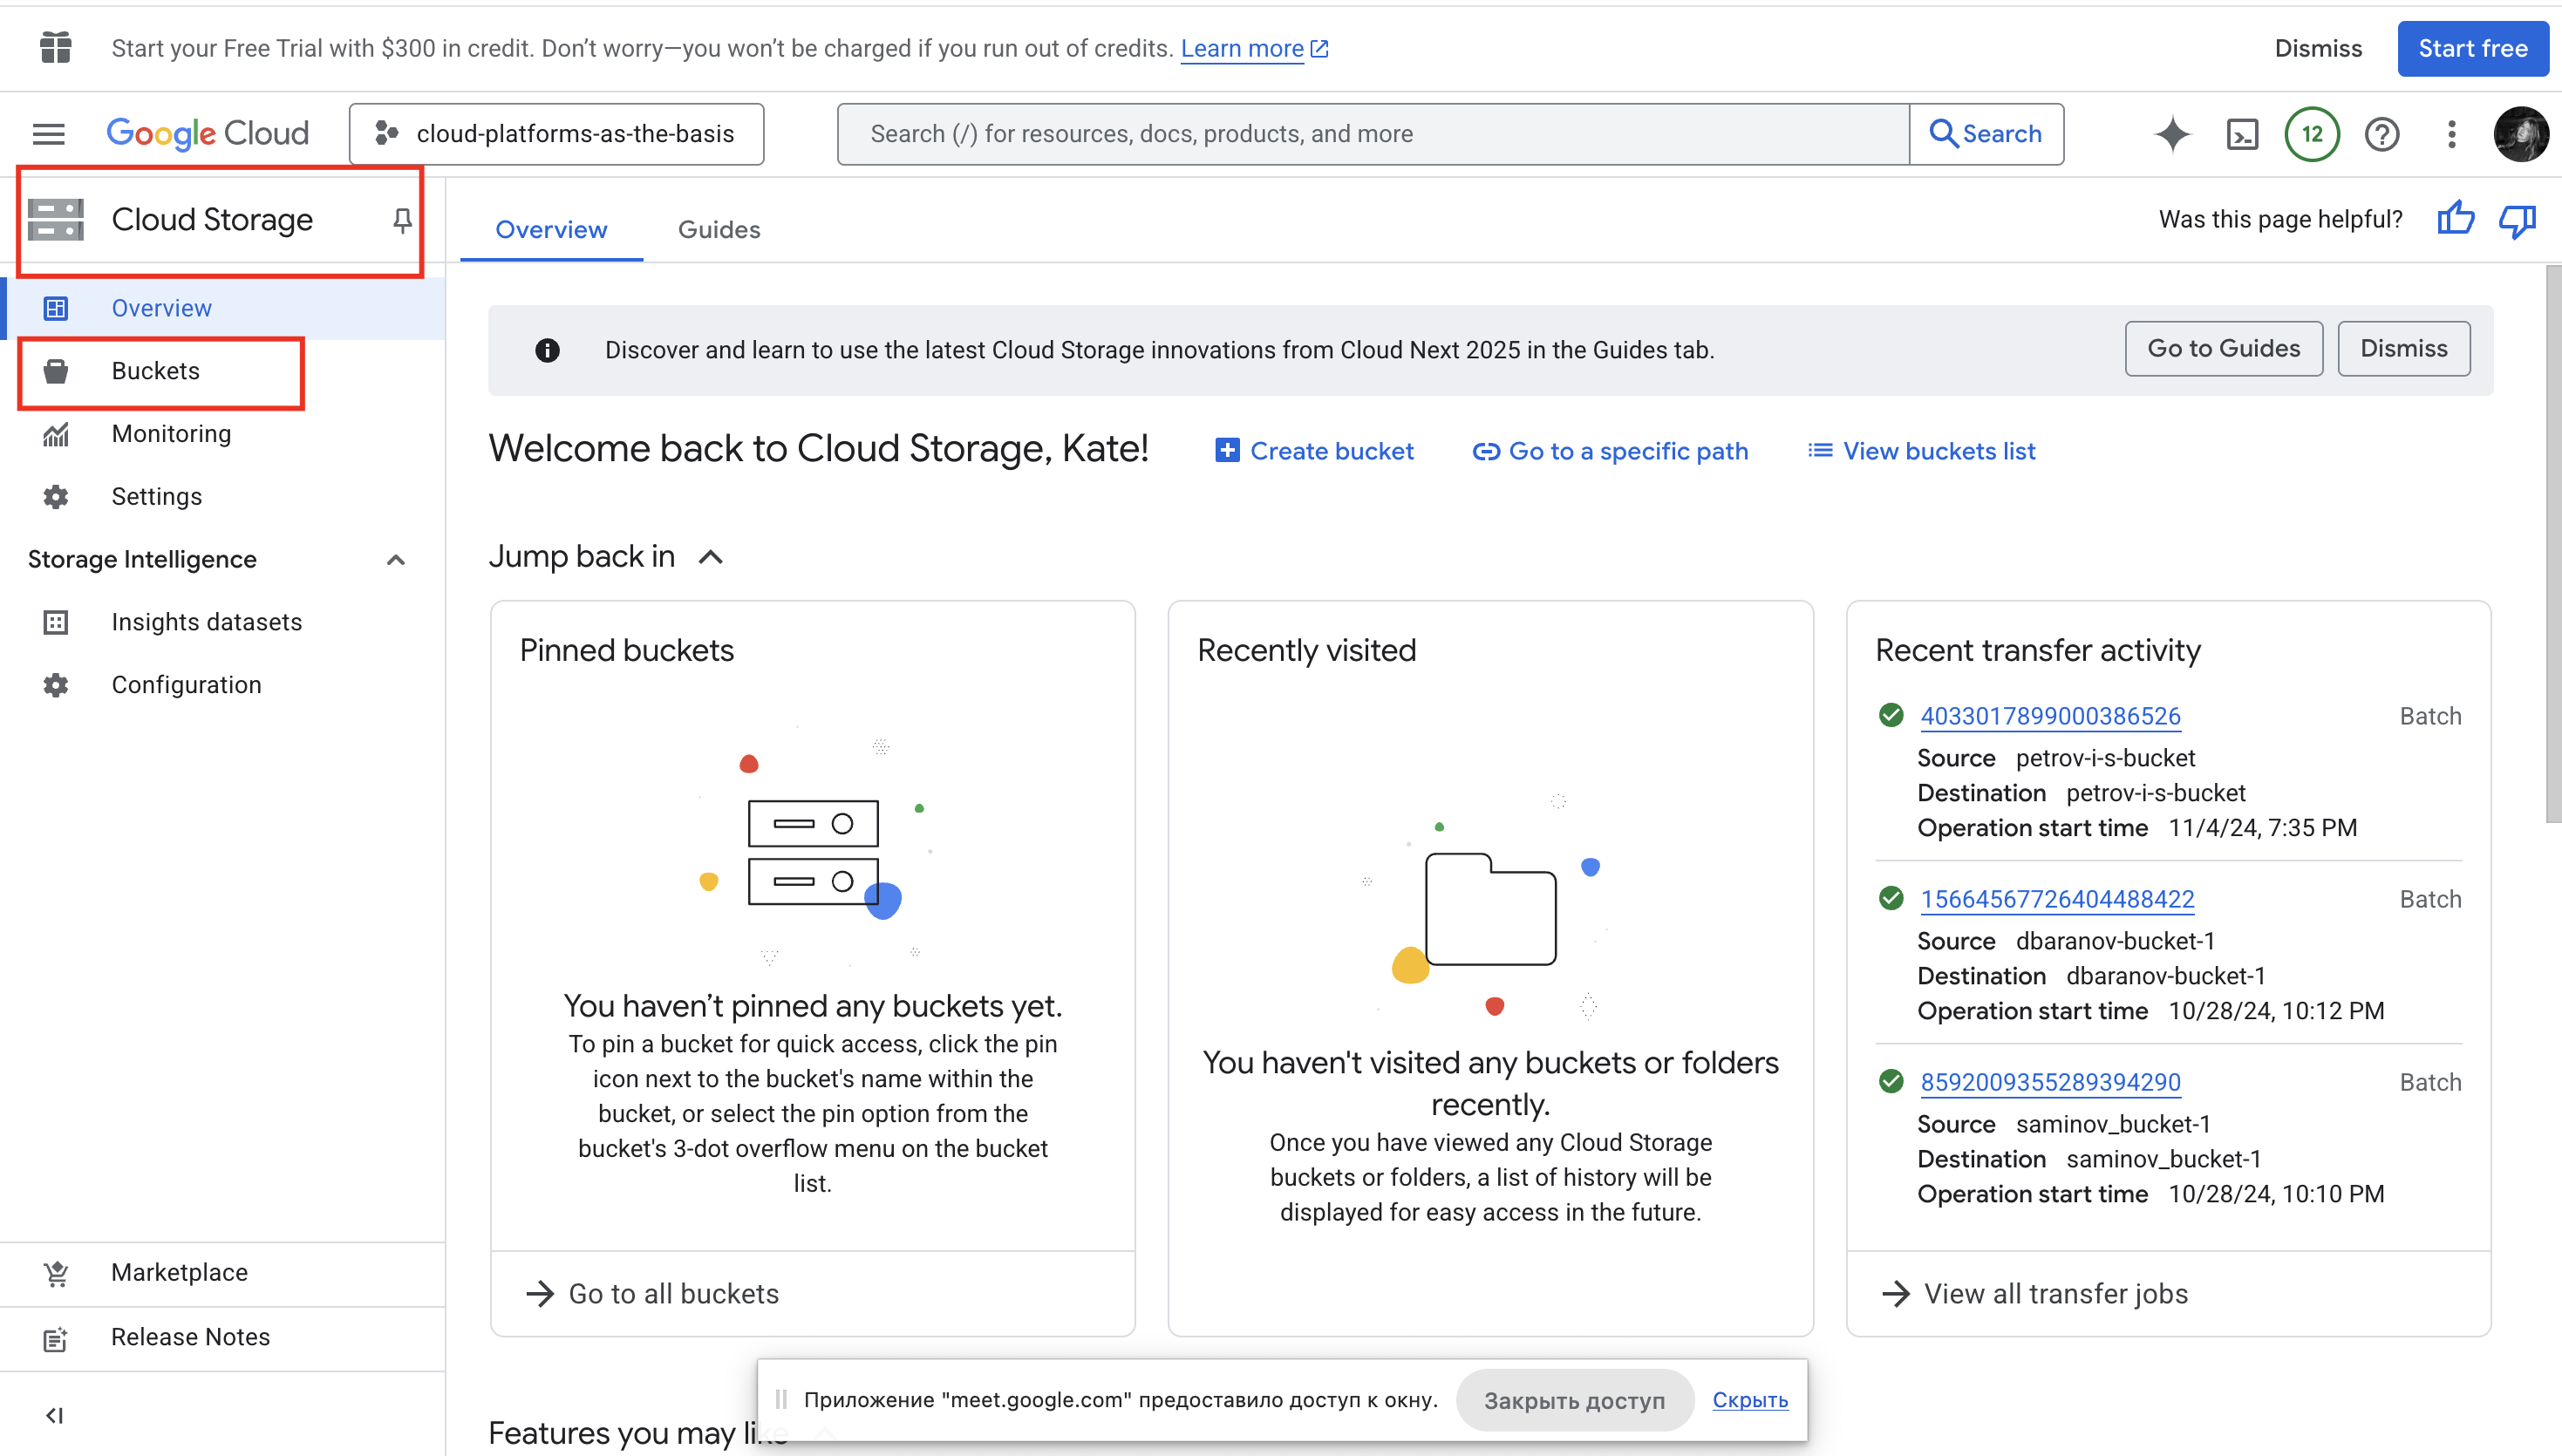 Start your Free Trial with $300 in credit. Don’t worry—you won’t be charged if you run out of credits. Learn more
Dismiss
Start free
Google Cloud
cloud-platforms-as-the-basis
Search (/) for resources, docs, products, and more
Search
12
Cloud Storage
Overview
Guides
Was this page helpful?
Overview
Buckets
Monitoring
Settings
Storage Intelligence
Insights datasets
Configuration
Marketplace
Release Notes
Discover and learn to use the latest Cloud Storage innovations from Cloud Next 2025 in the Guides tab.
Go to Guides
Dismiss
Welcome back to Cloud Storage, Kate!
Create bucket
Go to a specific path
View buckets list
Jump back in
Pinned buckets
You haven’t pinned any buckets yet.
To pin a bucket for quick access, click the pin
icon next to the bucket's name within the
bucket, or select the pin option from the
bucket's 3-dot overflow menu on the bucket
list.
Go to all buckets
Recently visited
You haven't visited any buckets or folders
recently.
Once you have viewed any Cloud Storage
buckets or folders, a list of history will be
displayed for easy access in the future.
Recent transfer activity
4033017899000386526
Batch
Source petrov-i-s-bucket
Destination petrov-i-s-bucket
Operation start time 11/4/24, 7:35 PM
15664567726404488422
Batch
Source dbaranov-bucket-1
Destination dbaranov-bucket-1
Operation start time 10/28/24, 10:12 PM
8592009355289394290
Batch
Source saminov_bucket-1
Destination saminov_bucket-1
Operation start time 10/28/24, 10:10 PM
View all transfer jobs
Features you may like
Приложение "meet.google.com" предоставило доступ к окну.
Закрыть доступ
Скрыть